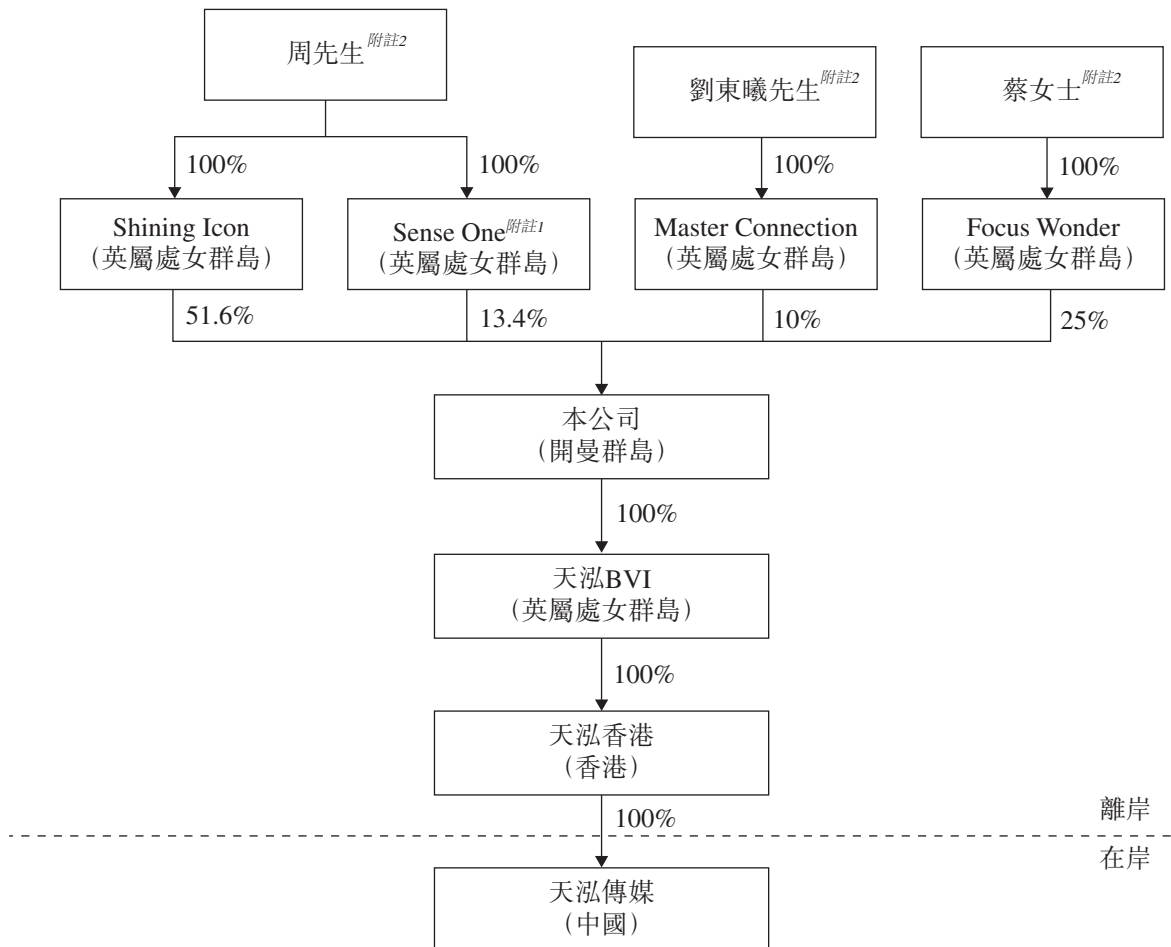 周先生附註2
劉東曦先生附註2
蔡女士附註2
100%
100%
100%
100%
Shining Icon
（英屬處女群島）
Sense One附註1
（英屬處女群島）
Master Connection
（英屬處女群島）
Focus Wonder
（英屬處女群島）
51.6%
13.4%
10%
25%
本公司
（開曼群島）
100%
天泓BVI
（英屬處女群島）
100%
天泓香港
（香港）
100%
離岸
在岸
天泓傳媒
（中國）